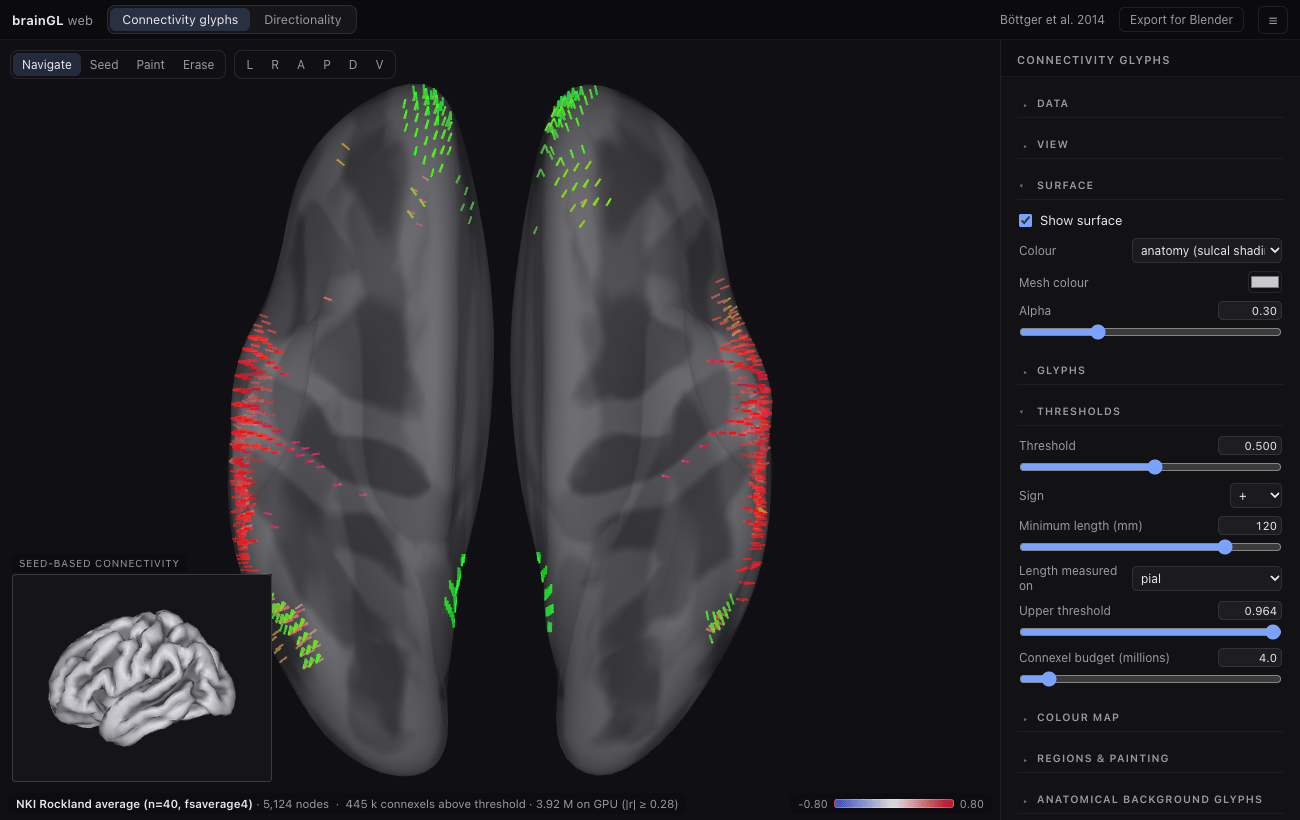 brainGL web Connectivity glyphs Directionality Böttger et al. 2014 Export for Blender ≡
Navigate Seed Paint Erase L R A P D V
CONNECTIVITY GLYPHS
DATA
VIEW
SURFACE
Show surface
Colour anatomy (sulcal shadi
Mesh colour
Alpha 0.30
GLYPHS
THRESHOLDS
Threshold 0.500
Sign +
Minimum length (mm) 120
Length measured on pial
Upper threshold 0.964
Connexel budget (millions) 4.0
COLOUR MAP
REGIONS & PAINTING
ANATOMICAL BACKGROUND GLYPHS
SEED-BASED CONNECTIVITY
NKI Rockland average (n=40, fsaverage4) · 5,124 nodes · 445 k connexels above threshold · 3.92 M on GPU (|r| ≥ 0.28)
-0.80 0.80